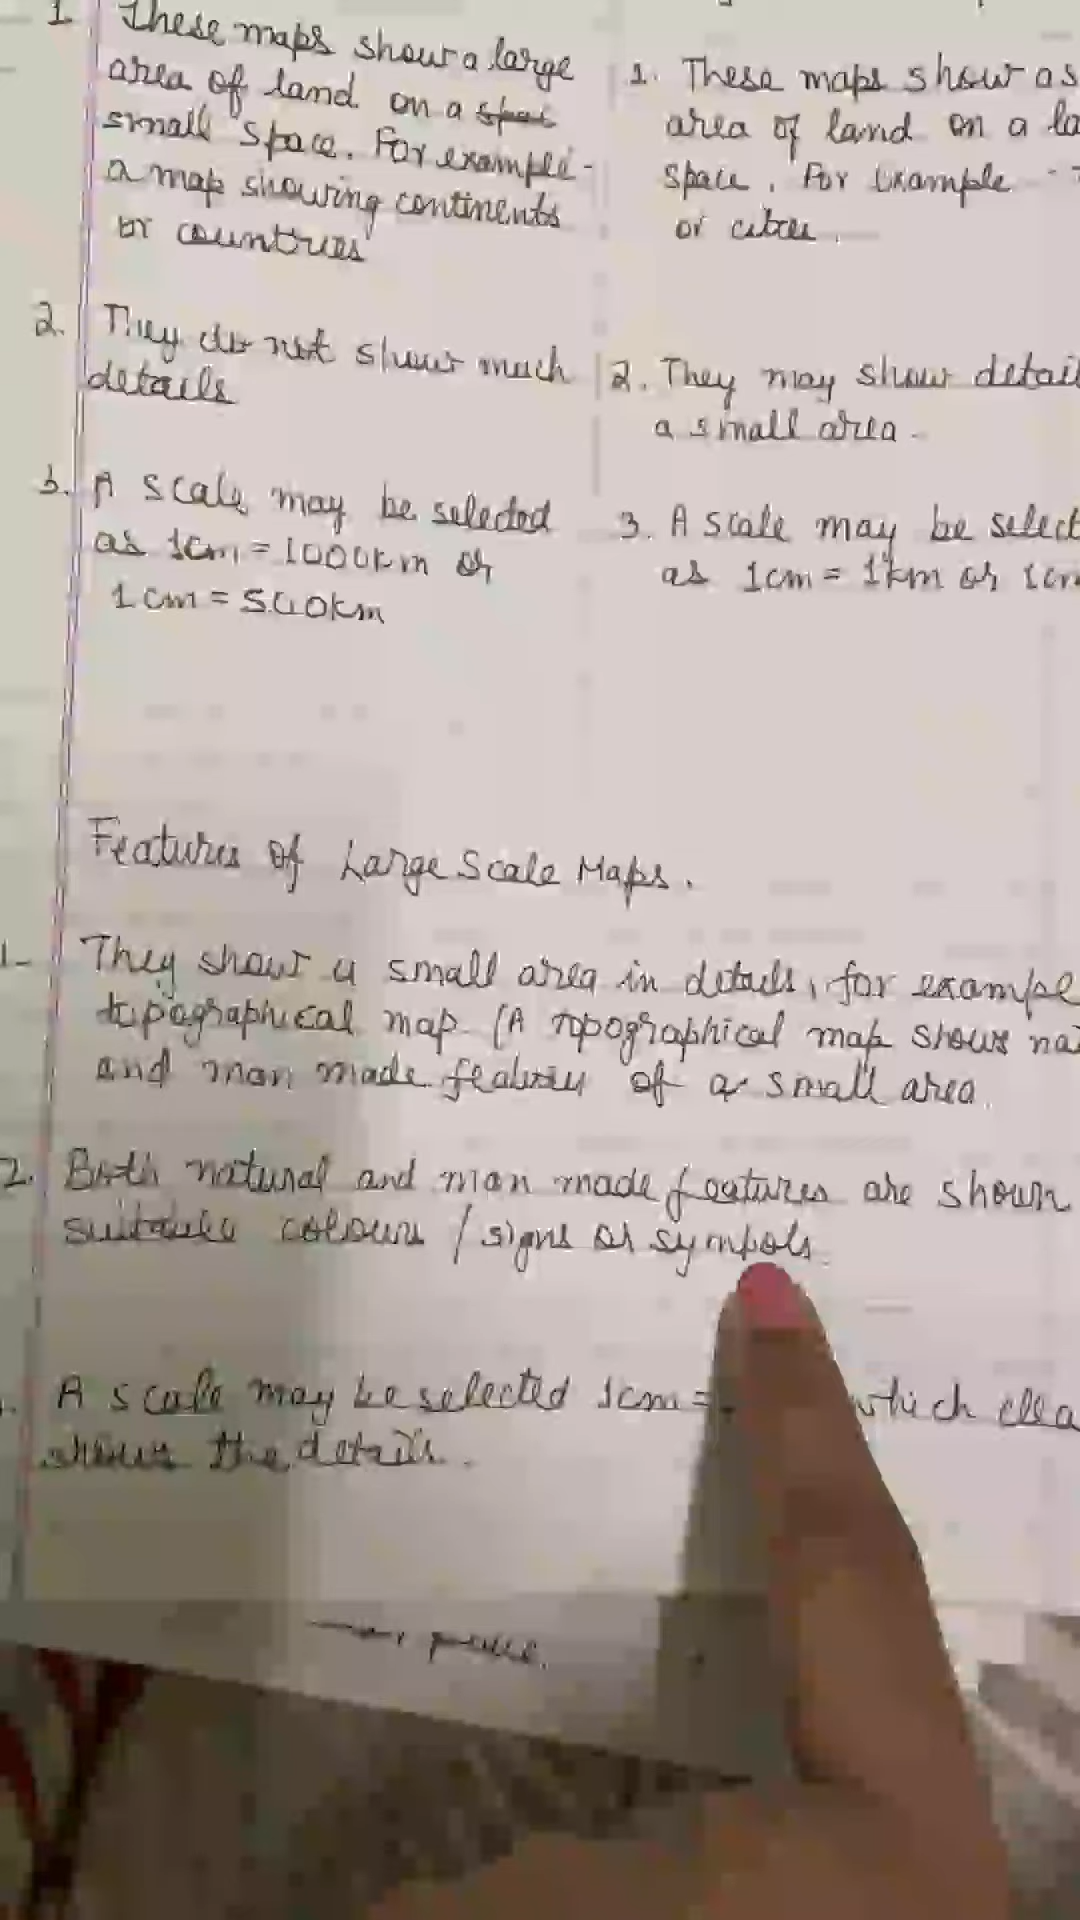 1. These maps show a large
area of land on a
small space. For example -
a map showing continents
or countries
2. They do not show much
details
3. A scale may be selected
as 1cm = 1000km or
1cm = 500km
1. These maps show a s
area of land on a la
space. For example -
or cities.
2. They may show detail
a small area.
3. A scale may be select
as 1cm = 1km or 1cm
Features of Large Scale Maps.
1- They show a small area in details, for example
topographical map (A topographical map shows na
and man made features of a small area.
2. Both natural and man made features are shown
suitable colours / signs or symbols.
A scale may be selected 1cm = which clea
shows the details.